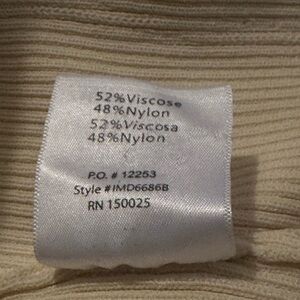 52%Viscose
48%Nylon
52%Viscosa
48%Nylon
P.O. # 12253
Style #IMD6686B
RN 150025